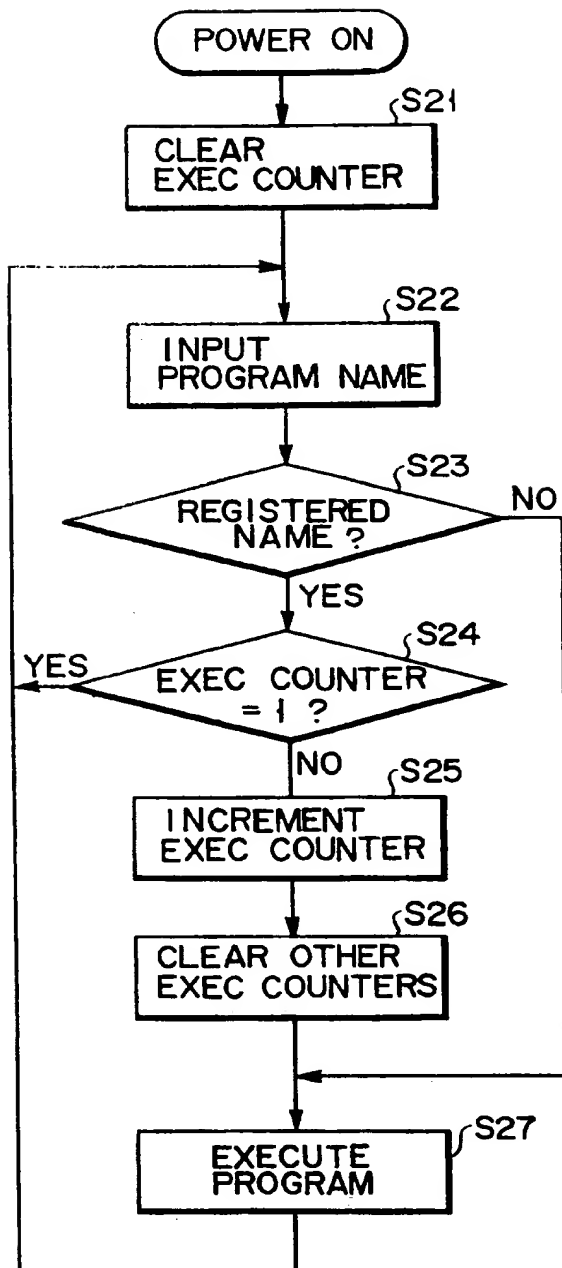 POWER ON
S21
CLEAR
EXEC COUNTER
S22
INPUT
PROGRAM NAME
S23
NO
REGISTERED
NAME?
YES
S24
YES
EXEC COUNTER
= 1 ?
NO
S25
INCREMENT
EXEC COUNTER
S26
CLEAR OTHER
EXEC COUNTERS
S27
EXECUTE
PROGRAM